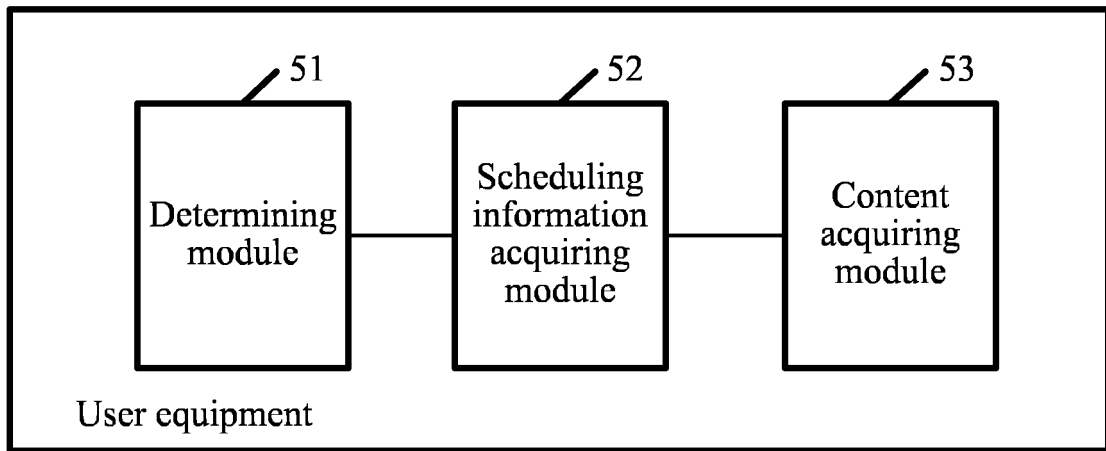 51
52
53
Determining
module
Scheduling
information
acquiring
module
Content
acquiring
module
User equipment